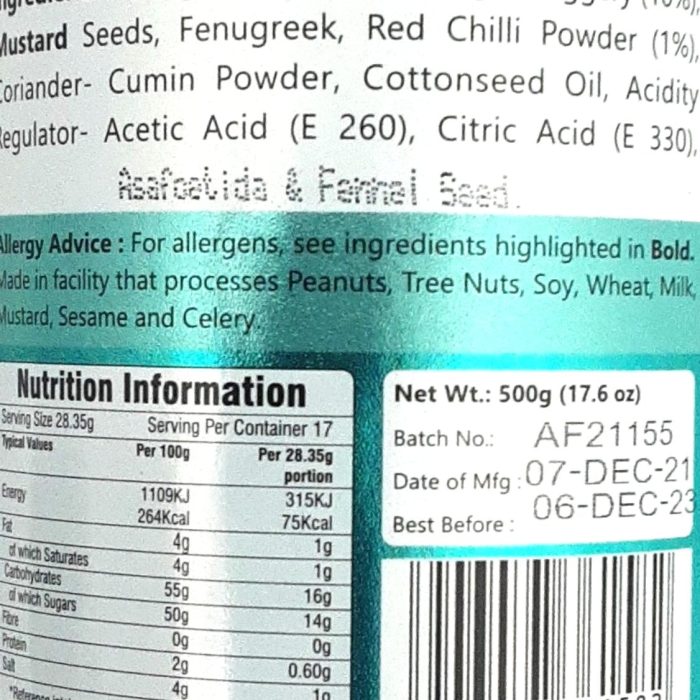 Mustard Seeds, Fenugreek, Red Chilli Powder (1%),
Coriander- Cumin Powder, Cottonseed Oil, Acidity
Regulator- Acetic Acid (E 260), Citric Acid (E 330),
Asafoetida & Fennel Seed.
Allergy Advice : For allergens, see ingredients highlighted in Bold.
Made in facility that processes Peanuts, Tree Nuts, Soy, Wheat, Milk,
Mustard, Sesame and Celery.
Nutrition Information
Serving Size 28.35g Serving Per Container 17
Typical Values Per 100g Per 28.35g
portion
Energy 1109KJ 315KJ
264Kcal 75Kcal
Fat 4g 1g
of which Saturates 4g 1g
Carbohydrates 55g 16g
of which Sugars 50g 14g
Fibre 0g 0g
Protein 2g 0.60g
Salt 4g 1g
Net Wt.: 500g (17.6 oz)
Batch No.: AF21155
Date of Mfg : 07-DEC-21
Best Before : 06-DEC-23